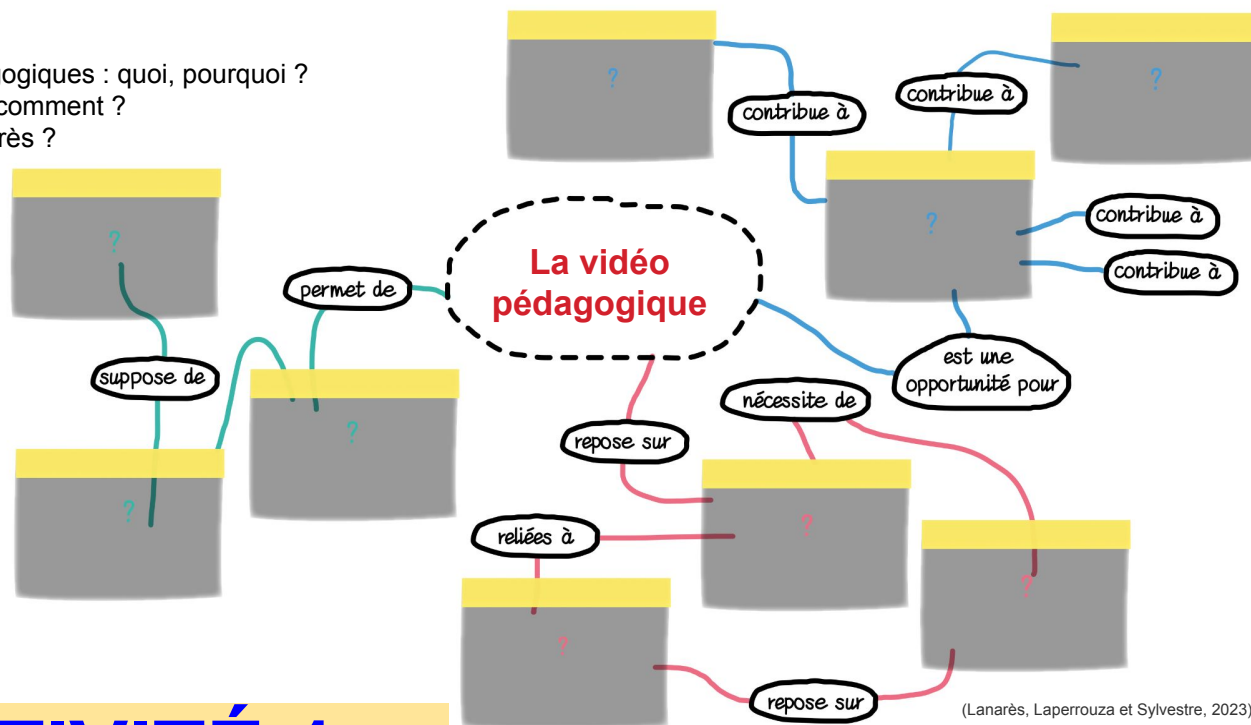 ogiques : quoi, pourquoi ?
comment ?
rès ?
?
contribue à
contribue à
?
?
?
contribue à
contribue à
permet de
La vidéo
pédagogique
est une
opportunité pour
suppose de
nécessite de
?
repose sur
?
?
reliées à
?
?
repose sur
(Lanarès, Laperrouza et Sylvestre, 2023)